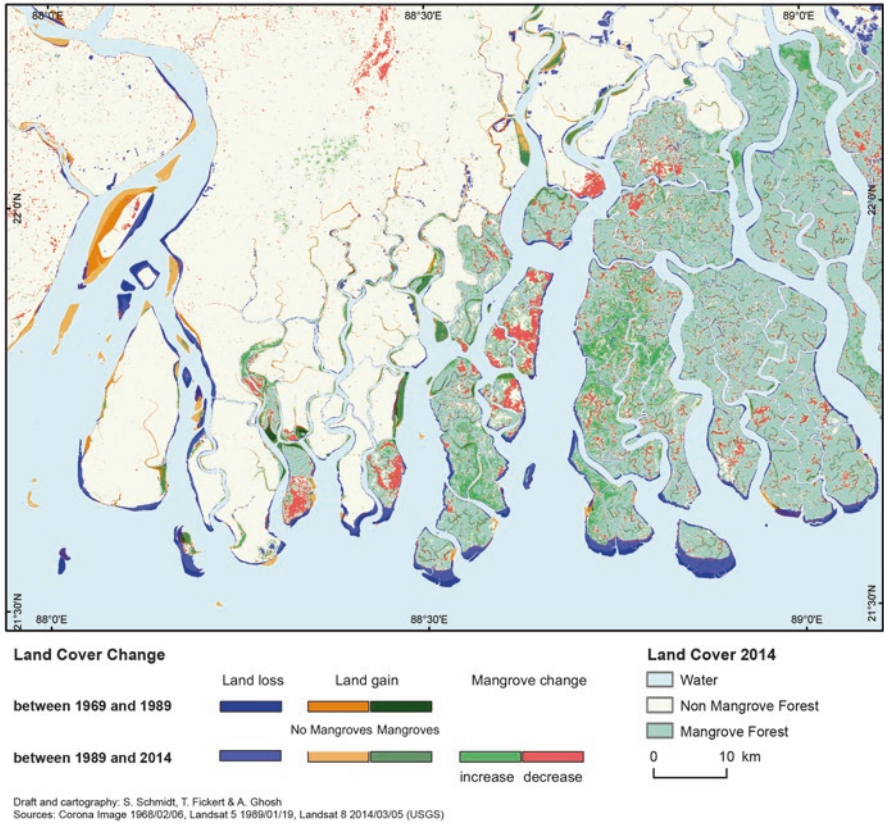 88°0'E 88°30'E 89°0'E
22°0'N 22°0'N
21°30'N 21°30'N
88°0'E 88°30'E 89°0'E
Land Cover Change
Land loss Land gain Mangrove change
between 1969 and 1989
No Mangroves Mangroves
between 1989 and 2014
increase decrease
Land Cover 2014
Water
Non Mangrove Forest
Mangrove Forest
0 10 km
Draft and cartography: S. Schmidt, T. Fickert & A. Ghosh
Sources: Corona Image 1968/02/06, Landsat 5 1989/01/19, Landsat 8 2014/03/05 (USGS)